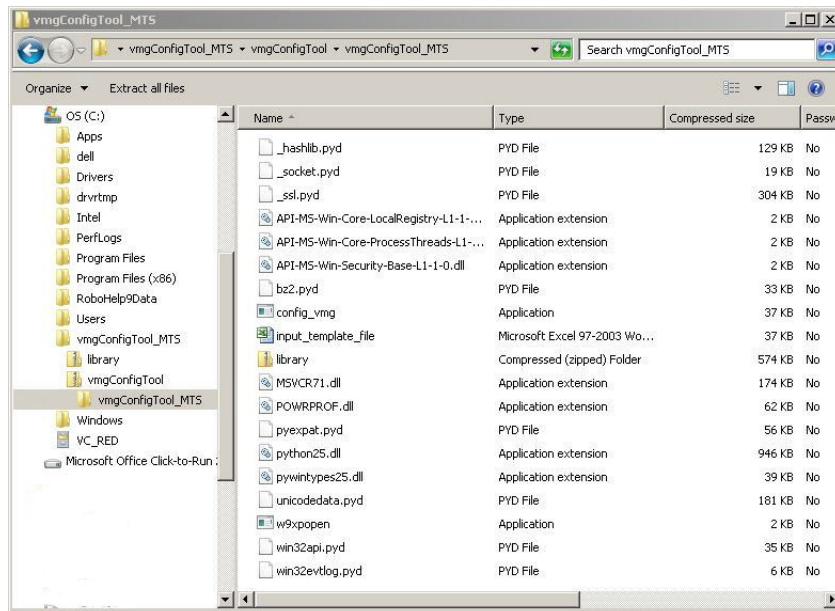 vmgConfigTool_MTS
vmgConfigTool_MTS vmgConfigTool vmgConfigTool_MTS Search vmgConfigTool_MTS
Organize Extract all files
OS (C:)
Apps
dell
Drivers
drvrtmp
Intel
PerfLogs
Program Files
Program Files (x86)
RoboHelp9Data
Users
vmgConfigTool_MTS
library
vmgConfigTool
vmgConfigTool_MTS
Windows
VC_RED
Microsoft Office Click-to-Run
Name Type Compressed size Passw
_hashlib.pyd PYD File 129 KB No
_socket.pyd PYD File 19 KB No
_ssl.pyd PYD File 304 KB No
API-MS-Win-Core-LocalRegistry-L1-1-... Application extension 2 KB No
API-MS-Win-Core-ProcessThreads-L1-... Application extension 2 KB No
API-MS-Win-Security-Base-L1-1-0.dll Application extension 2 KB No
bz2.pyd PYD File 33 KB No
config_vmg Application 37 KB No
input_template_file Microsoft Excel 97-2003 Wo... 37 KB No
library Compressed (zipped) Folder 574 KB No
MSVCR71.dll Application extension 174 KB No
POWRPROF.dll Application extension 62 KB No
pyexpat.pyd PYD File 56 KB No
python25.dll Application extension 946 KB No
pywintypes25.dll Application extension 39 KB No
unicodedata.pyd PYD File 181 KB No
w9xpopen Application 2 KB No
win32api.pyd PYD File 35 KB No
win32evtlog.pyd PYD File 6 KB No